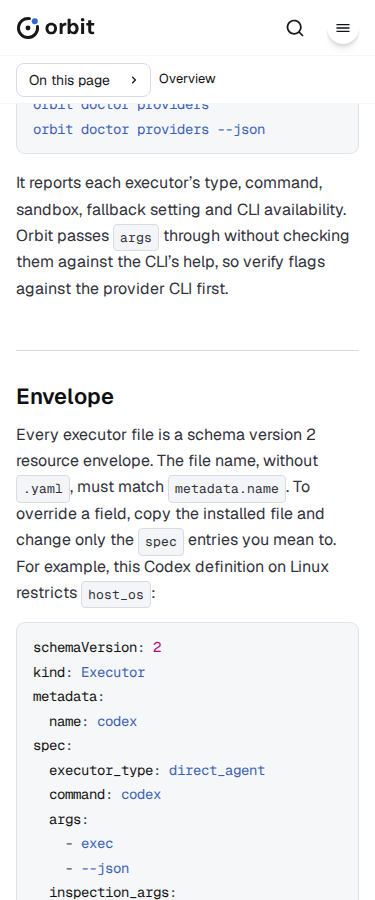 orbit
On this page
Overview
orbit doctor providers
orbit doctor providers --json
It reports each executor’s type, command,
sandbox, fallback setting and CLI availability.
Orbit passes args through without checking
them against the CLI’s help, so verify flags
against the provider CLI first.
Envelope
Every executor file is a schema version 2
resource envelope. The file name, without
.yaml, must match metadata.name. To
override a field, copy the installed file and
change only the spec entries you mean to.
For example, this Codex definition on Linux
restricts host_os:
schemaVersion: 2
kind: Executor
metadata:
  name: codex
spec:
  executor_type: direct_agent
  command: codex
  args:
    - exec
    - --json
  inspection_args: